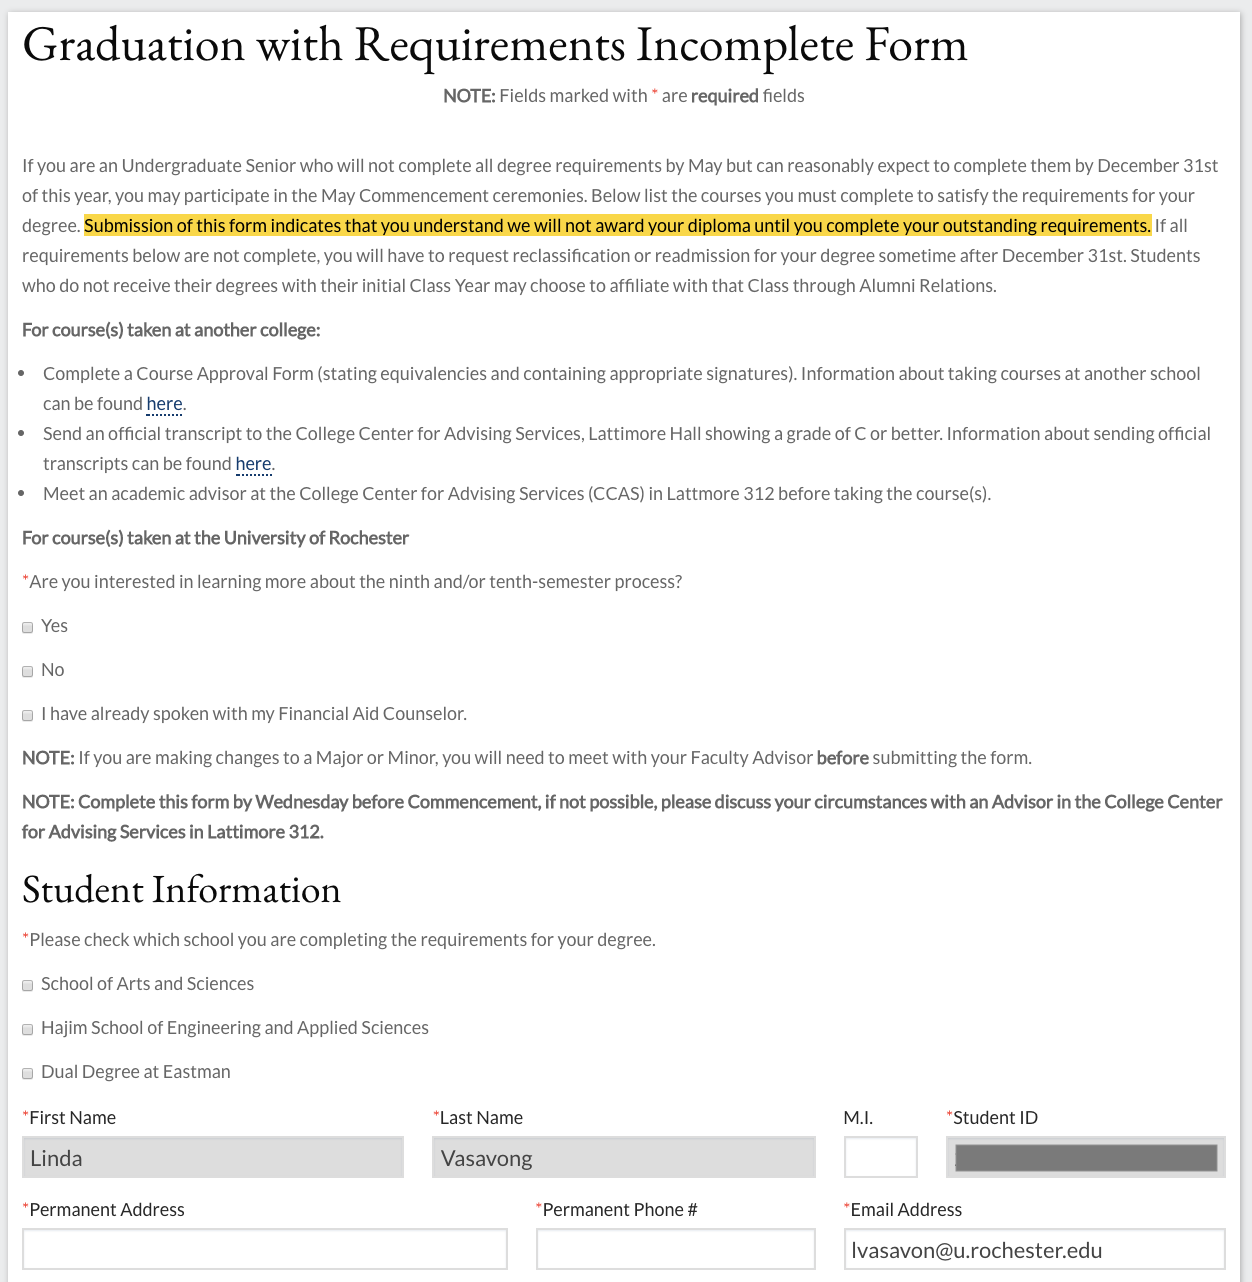 Graduation with Requirements Incomplete Form
NOTE: Fields marked with * are required fields
If you are an Undergraduate Senior who will not complete all degree requirements by May but can reasonably expect to complete them by December 31st
of this year, you may participate in the May Commencement ceremonies. Below list the courses you must complete to satisfy the requirements for your
degree. Submission of this form indicates that you understand we will not award your diploma until you complete your outstanding requirements. If all
requirements below are not complete, you will have to request reclassification or readmission for your degree sometime after December 31st. Students
who do not receive their degrees with their initial Class Year may choose to affiliate with that Class through Alumni Relations.
For course(s) taken at another college:
• Complete a Course Approval Form (stating equivalencies and containing appropriate signatures). Information about taking courses at another school
can be found here.
• Send an official transcript to the College Center for Advising Services, Lattimore Hall showing a grade of C or better. Information about sending official
transcripts can be found here.
• Meet an academic advisor at the College Center for Advising Services (CCAS) in Lattmore 312 before taking the course(s).
For course(s) taken at the University of Rochester
*Are you interested in learning more about the ninth and/or tenth-semester process?
Yes
No
I have already spoken with my Financial Aid Counselor.
NOTE: If you are making changes to a Major or Minor, you will need to meet with your Faculty Advisor before submitting the form.
NOTE: Complete this form by Wednesday before Commencement, if not possible, please discuss your circumstances with an Advisor in the College Center
for Advising Services in Lattimore 312.
Student Information
*Please check which school you are completing the requirements for your degree.
School of Arts and Sciences
Hajim School of Engineering and Applied Sciences
Dual Degree at Eastman
*First Name *Last Name M.I. *Student ID
Linda Vasavong
*Permanent Address *Permanent Phone # *Email Address
lvasavon@u.rochester.edu